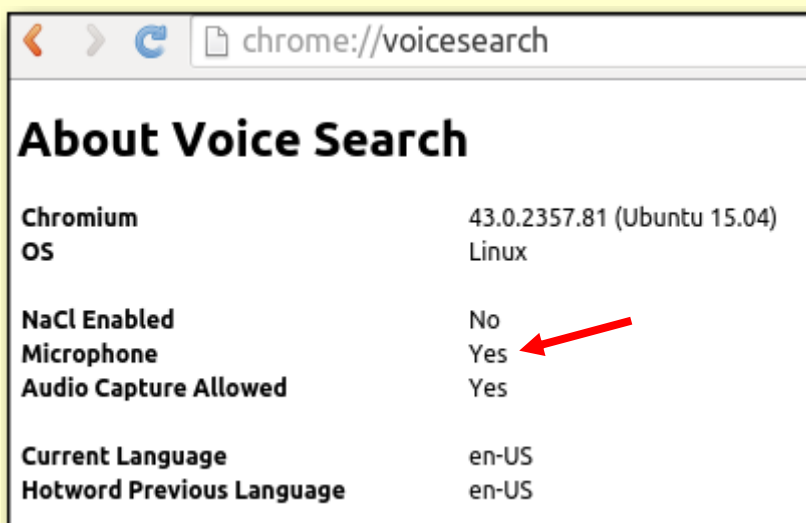 chrome://voicesearch
About Voice Search
Chromium 43.0.2357.81 (Ubuntu 15.04)
OS Linux
NaCl Enabled No
Microphone Yes
Audio Capture Allowed Yes
Current Language en-US
Hotword Previous Language en-US